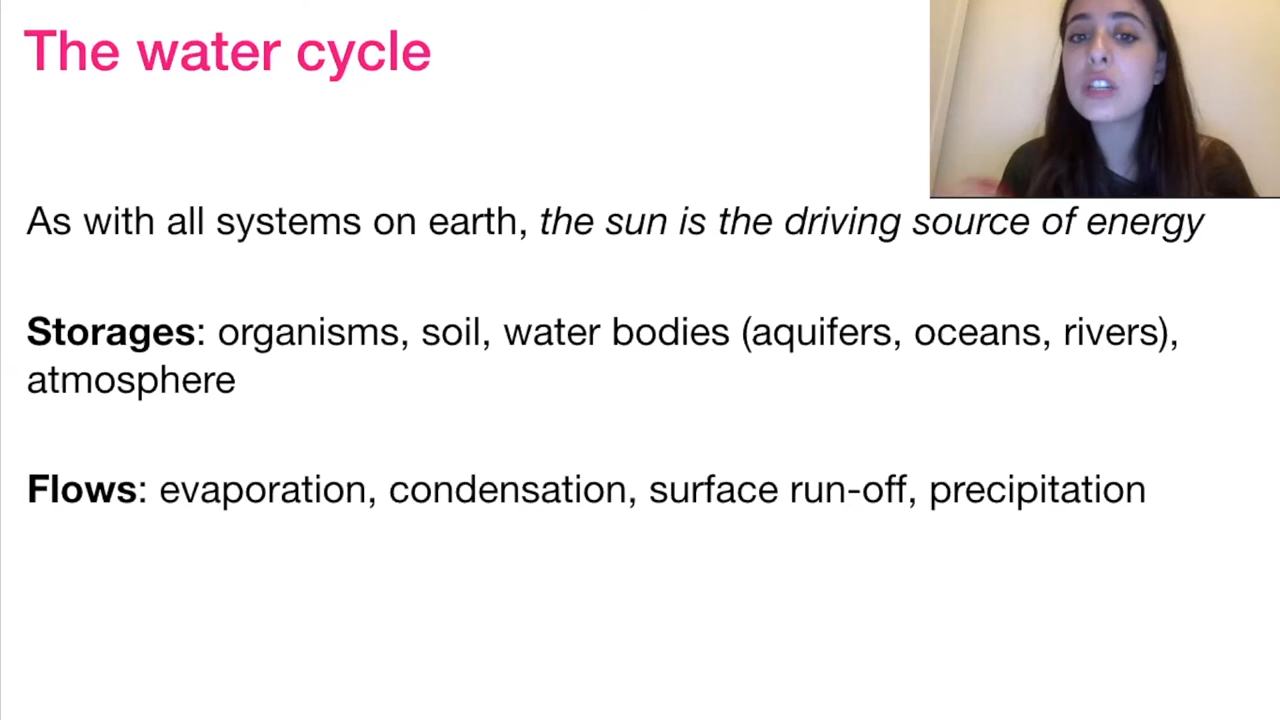 The water cycle
As with all systems on earth, the sun is the driving source of energy
Storages: organisms, soil, water bodies (aquifers, oceans, rivers),
atmosphere
Flows: evaporation, condensation, surface run-off, precipitation